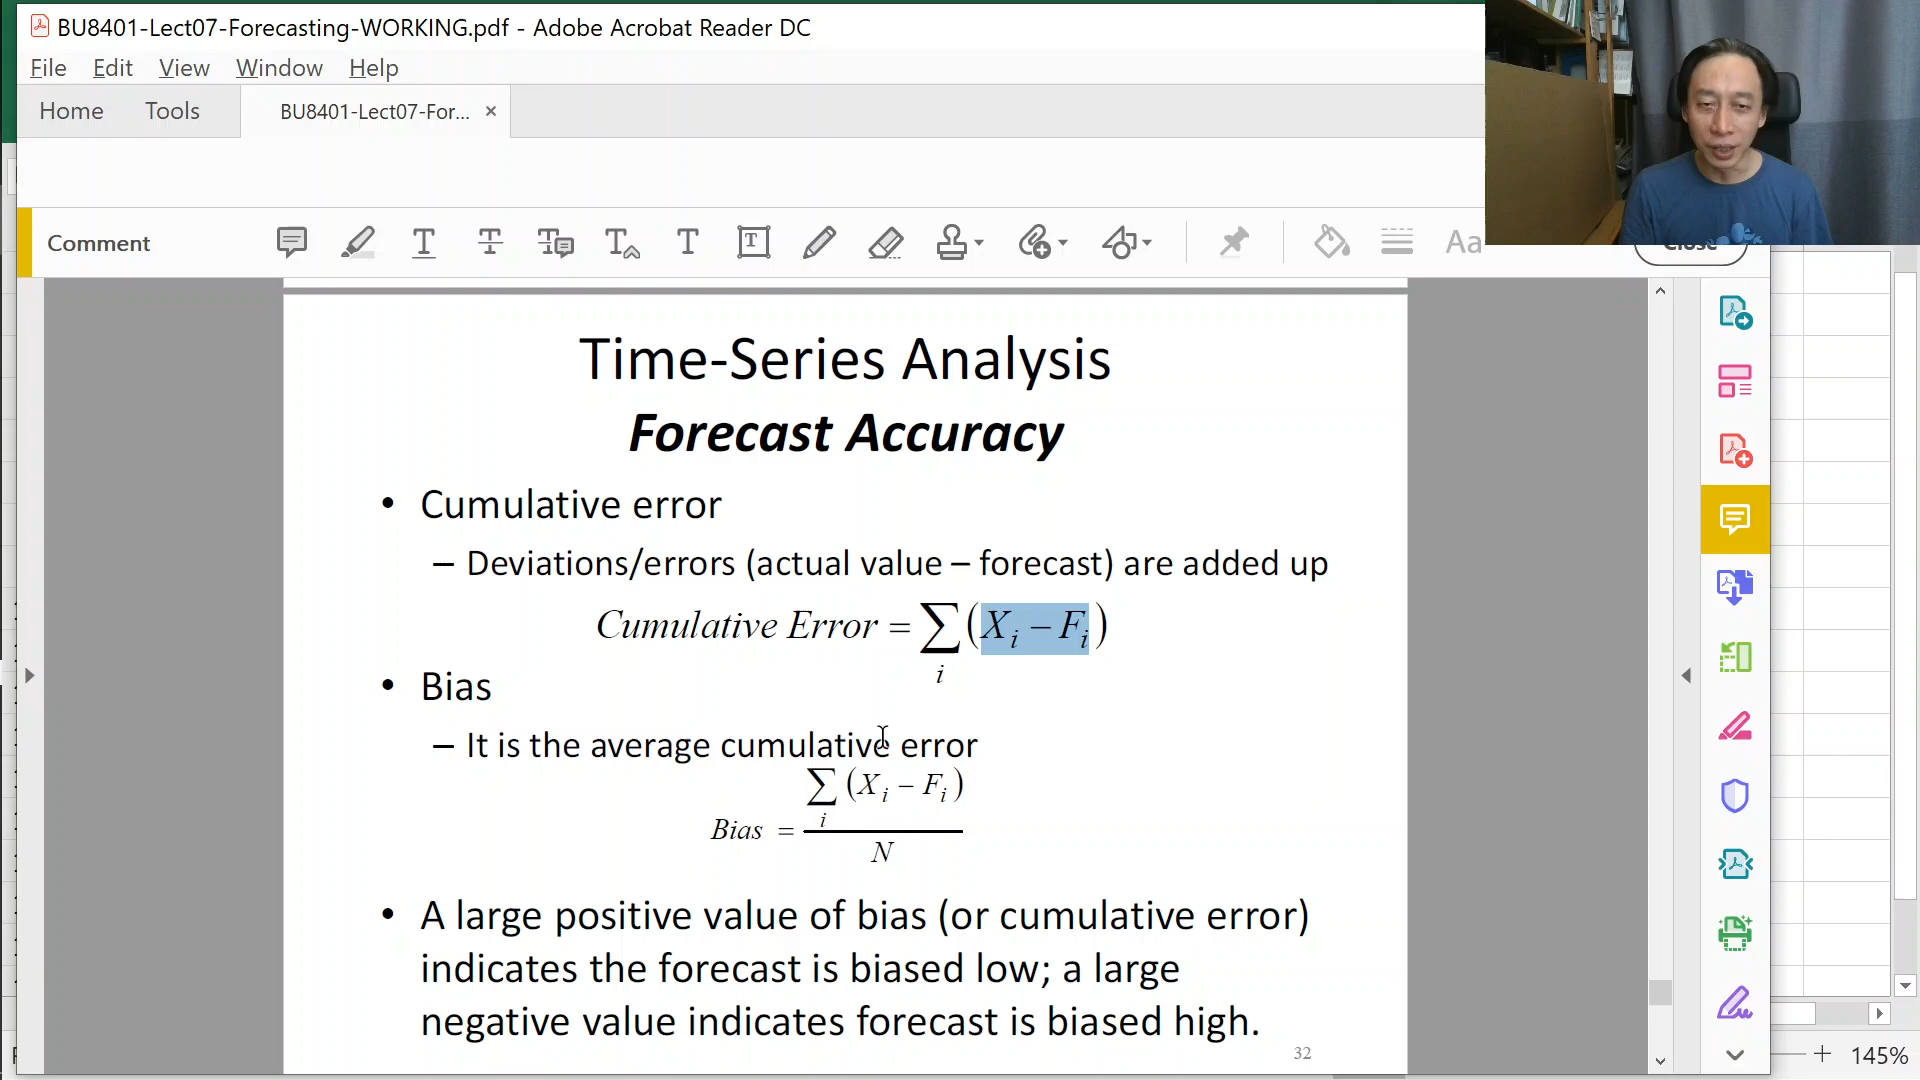 BU8401-Lect07-Forecasting-WORKING.pdf - Adobe Acrobat Reader DC
File Edit View Window Help
Home Tools BU8401-Lect07-For... ×
Comment
Aa
Close
Time-Series Analysis
Forecast Accuracy
• Cumulative error
– Deviations/errors (actual value – forecast) are added up
Cumulative Error = ∑ᵢ (Xᵢ − Fᵢ)
• Bias
– It is the average cumulative error
Bias = ∑ᵢ (Xᵢ − Fᵢ) / N
• A large positive value of bias (or cumulative error)
indicates the forecast is biased low; a large
negative value indicates forecast is biased high.
32
145%